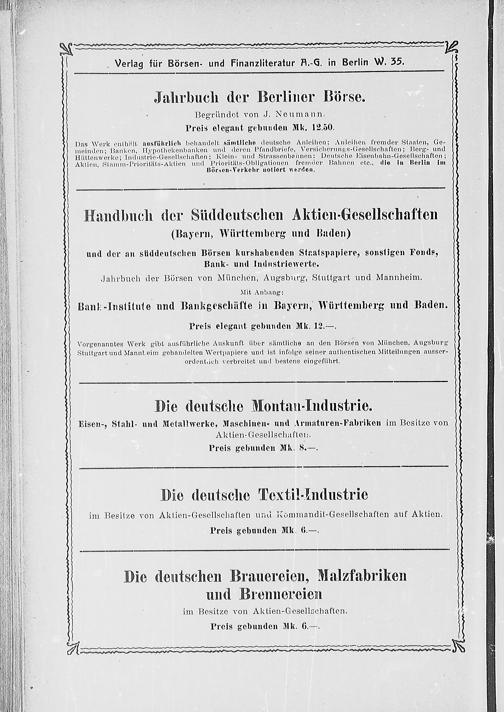 Verlag für Börsen- und Finanzliteratur A.-G. in Berlin W. 35.
Jahrbuch der Berliner Börse.
Begründet von J. Neumann.
Preis elegant gebunden Mk. 12.50.
Das Werk enthält ausführlich behandelt sämtliche deutsche Anleihen; Anleihen fremder Staaten, Ge-
meinden; Banken, Hypothekenbanken und deren Pfandbriefe, Versicherungs-Gesellschaften; Berg- und
Hüttenwerke; Industrie-Gesellschaften; Klein- und Strassenbahnen; Deutsche Eisenbahn-Gesellschaften;
Aktien, Stamm-Prioritäts-Aktien und Prioritäts-Obligationen fremder Bahnen etc., die in Berlin im
Börsen-Verkehr notiert werden.
Handbuch der Süddeutschen Aktien-Gesellschaften
(Bayern, Württemberg und Baden)
und der an süddeutschen Börsen kurshabenden Staatspapiere, sonstigen Fonds,
Bank- und Industriewerte.
Jahrbuch der Börsen von München, Augsburg, Stuttgart und Mannheim.
Mit Anhang:
Bank-Institute und Bankgeschäfte in Bayern, Württemberg und Baden.
Preis elegant gebunden Mk. 12.—.
Vorgenanntes Werk gibt ausführliche Auskunft über sämtliche an den Börsen von München, Augsburg
Stuttgart und Mannheim gehandelten Wertpapiere und ist infolge seiner authentischen Mitteilungen ausser-
ordentlich verbreitet und bestens eingeführt.
Die deutsche Montan-Industrie.
Eisen-, Stahl- und Metallwerke, Maschinen- und Armaturen-Fabriken im Besitze von
Aktien-Gesellschaften.
Preis gebunden Mk. 8.—.
Die deutsche Textil-Industrie
im Besitze von Aktien-Gesellschaften und Kommandit-Gesellschaften auf Aktien.
Preis gebunden Mk. 6.—.
Die deutschen Brauereien, Malzfabriken
und Brennereien
im Besitze von Aktien-Gesellschaften.
Preis gebunden Mk. 6.—.